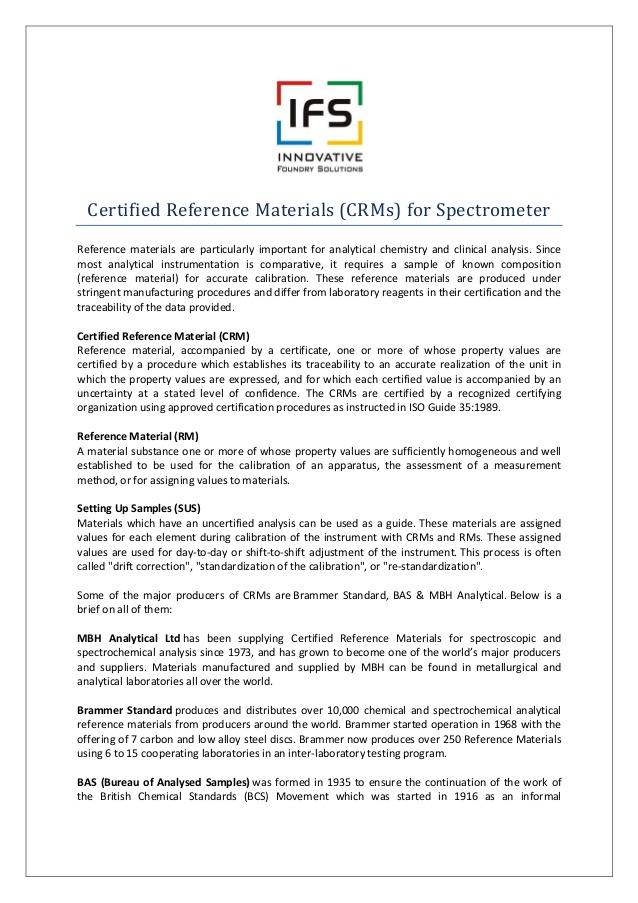 IFS
INNOVATIVE
FOUNDRY SOLUTIONS
Certified Reference Materials (CRMs) for Spectrometer
Reference materials are particularly important for analytical chemistry and clinical analysis. Since
most analytical instrumentation is comparative, it requires a sample of known composition
(reference material) for accurate calibration. These reference materials are produced under
stringent manufacturing procedures and differ from laboratory reagents in their certification and the
traceability of the data provided.
Certified Reference Material (CRM)
Reference material, accompanied by a certificate, one or more of whose property values are
certified by a procedure which establishes its traceability to an accurate realization of the unit in
which the property values are expressed, and for which each certified value is accompanied by an
uncertainty at a stated level of confidence. The CRMs are certified by a recognized certifying
organization using approved certification procedures as instructed in ISO Guide 35:1989.
Reference Material (RM)
A material substance one or more of whose property values are sufficiently homogeneous and well
established to be used for the calibration of an apparatus, the assessment of a measurement
method, or for assigning values to materials.
Setting Up Samples (SUS)
Materials which have an uncertified analysis can be used as a guide. These materials are assigned
values for each element during calibration of the instrument with CRMs and RMs. These assigned
values are used for day-to-day or shift-to-shift adjustment of the instrument. This process is often
called "drift correction", "standardization of the calibration", or "re-standardization".
Some of the major producers of CRMs are Brammer Standard, BAS & MBH Analytical. Below is a
brief on all of them:
MBH Analytical Ltd has been supplying Certified Reference Materials for spectroscopic and
spectrochemical analysis since 1973, and has grown to become one of the world’s major producers
and suppliers. Materials manufactured and supplied by MBH can be found in metallurgical and
analytical laboratories all over the world.
Brammer Standard produces and distributes over 10,000 chemical and spectrochemical analytical
reference materials from producers around the world. Brammer started operation in 1968 with the
offering of 7 carbon and low alloy steel discs. Brammer now produces over 250 Reference Materials
using 6 to 15 cooperating laboratories in an inter-laboratory testing program.
BAS (Bureau of Analysed Samples) was formed in 1935 to ensure the continuation of the work of
the British Chemical Standards (BCS) Movement which was started in 1916 as an informal